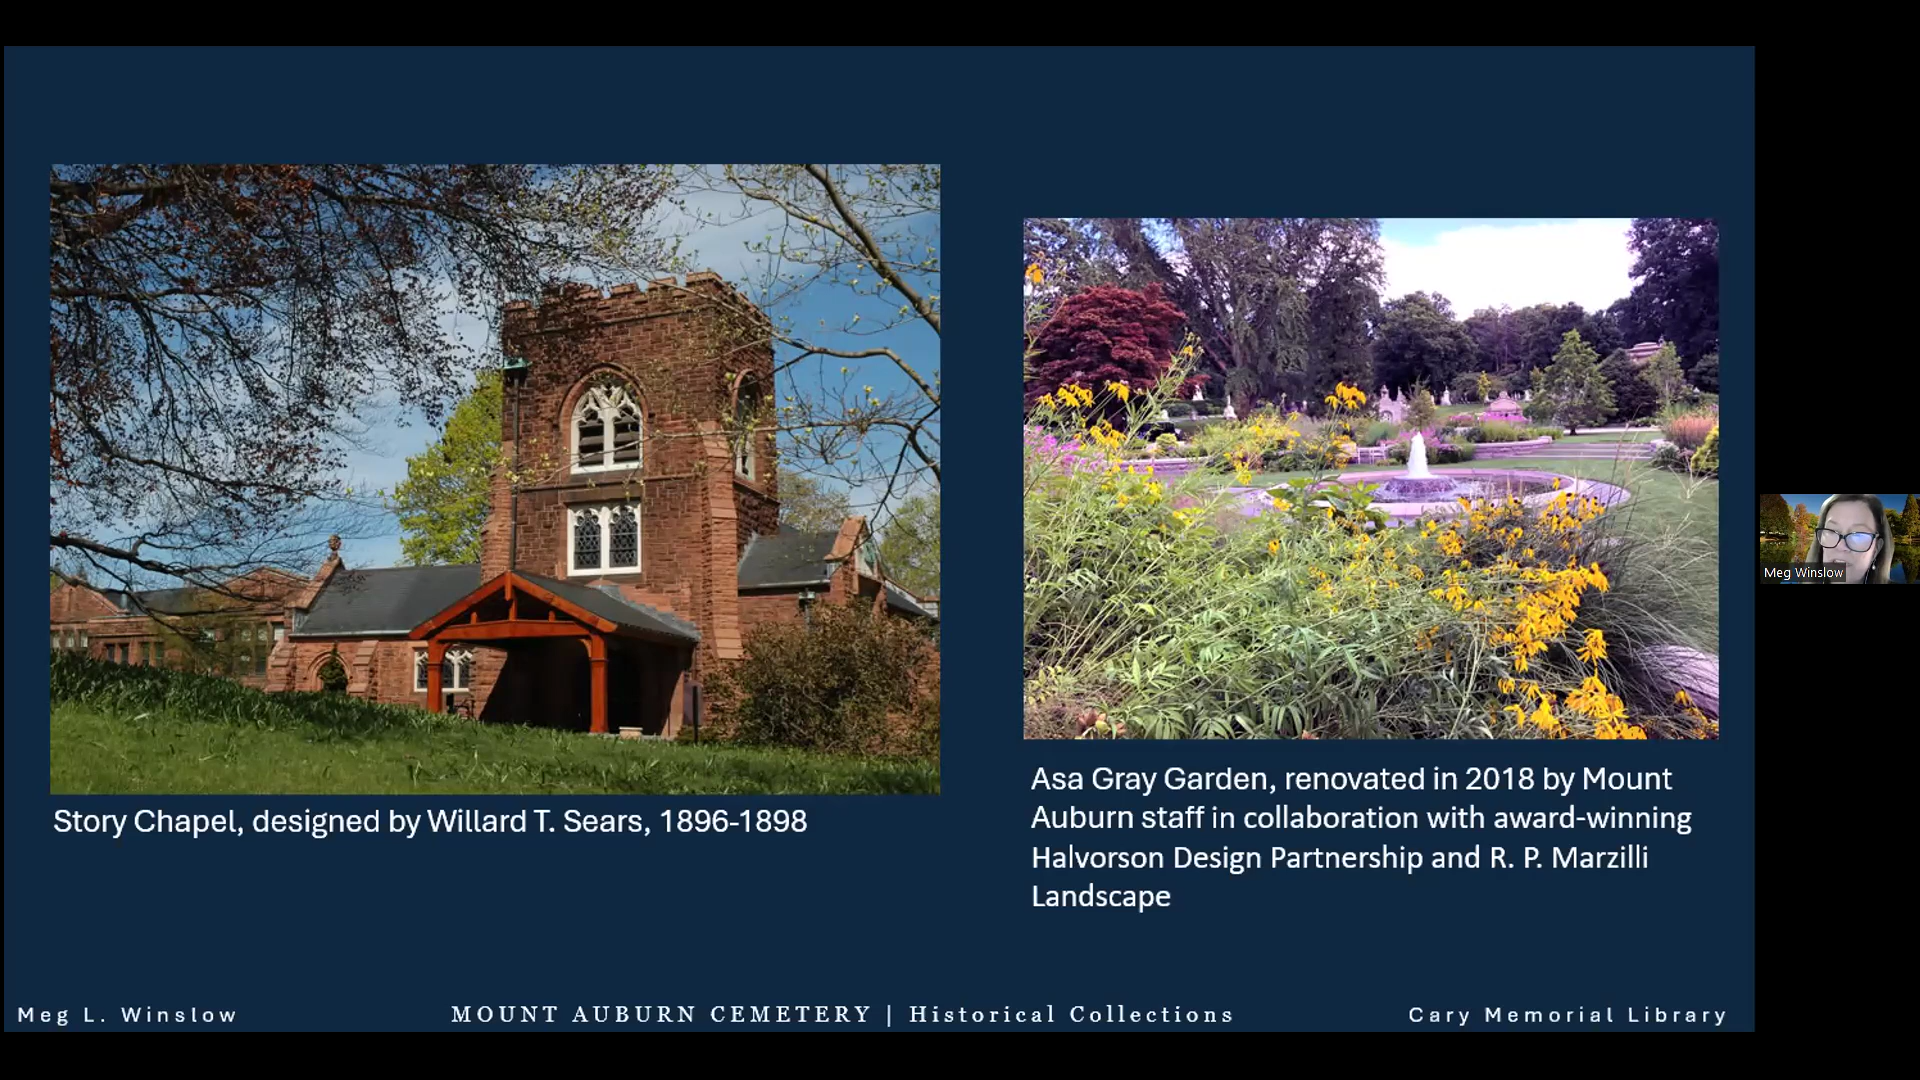 Story Chapel, designed by Willard T. Sears, 1896-1898
Asa Gray Garden, renovated in 2018 by Mount
Auburn staff in collaboration with award-winning
Halvorson Design Partnership and R. P. Marzilli
Landscape
Meg Winslow
Meg L. Winslow
MOUNT AUBURN CEMETERY | Historical Collections
Cary Memorial Library